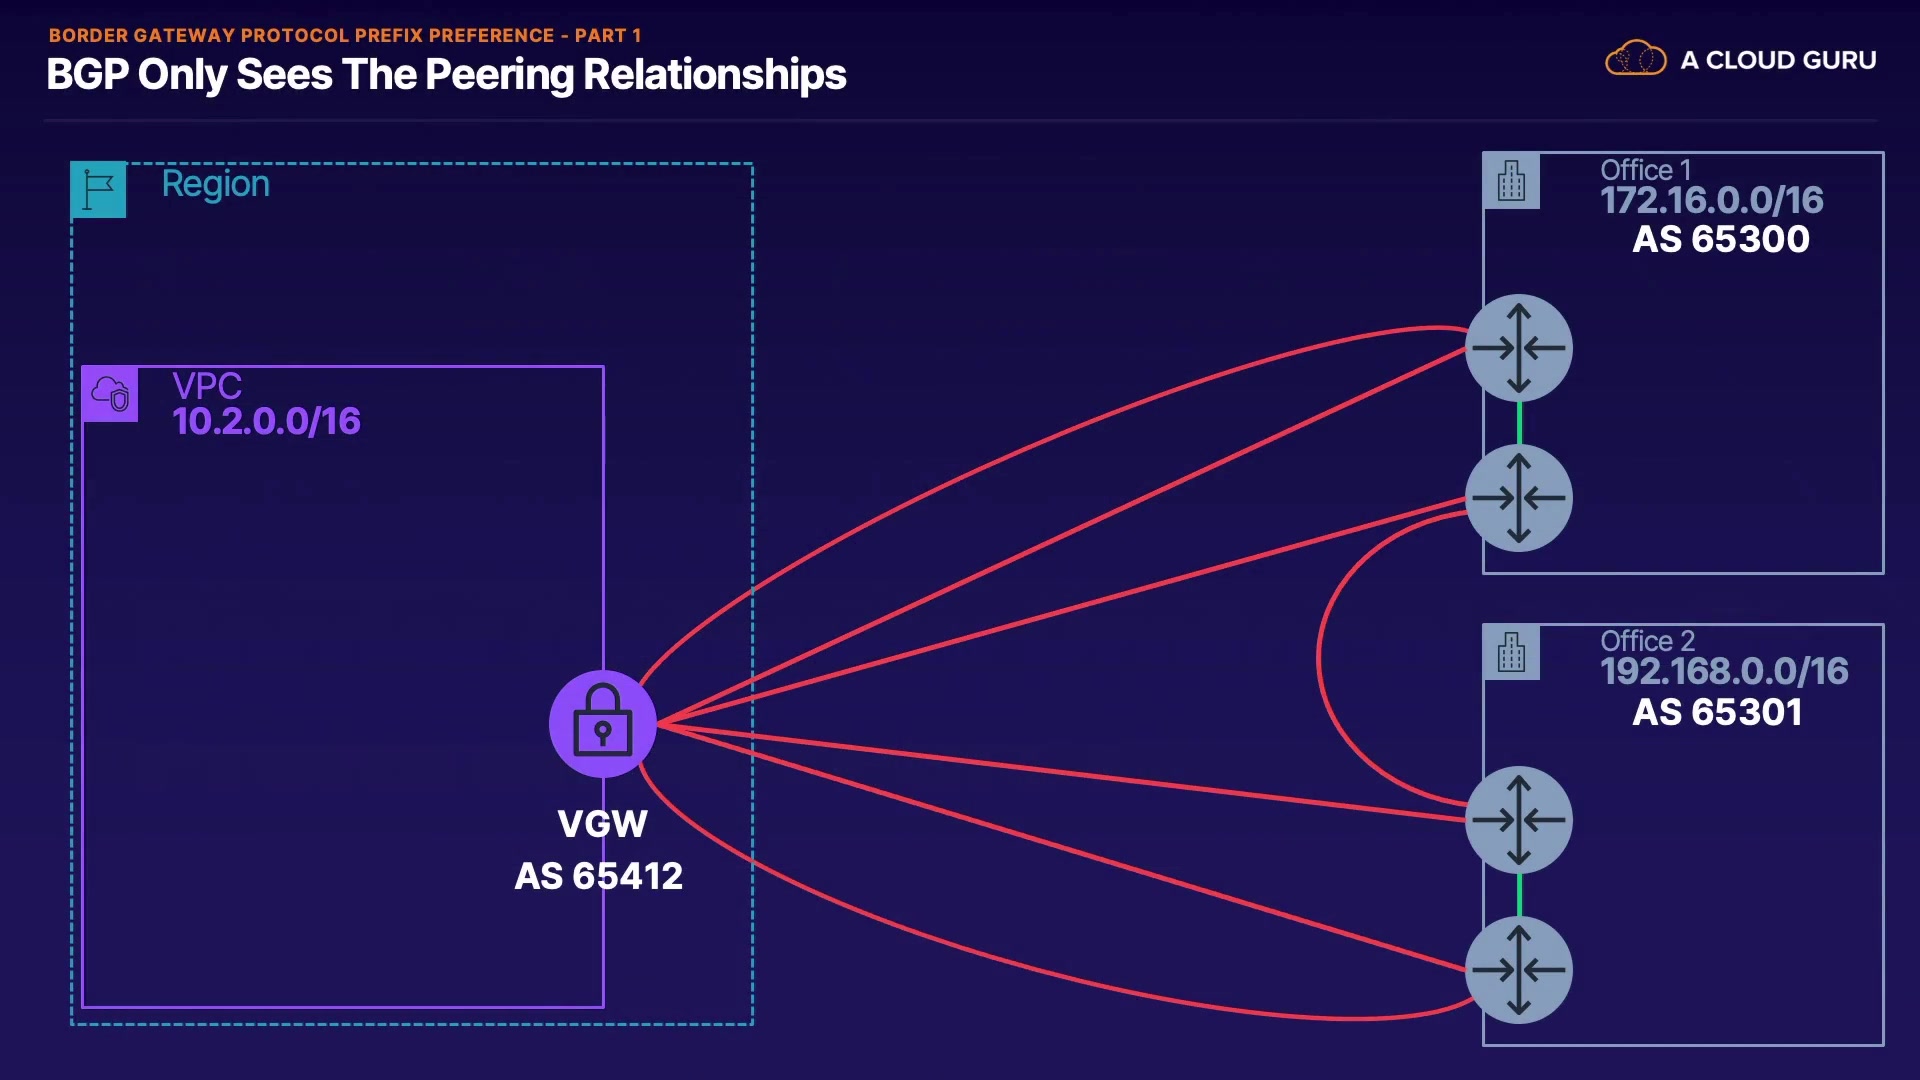 BORDER GATEWAY PROTOCOL PREFIX PREFERENCE - PART 1
BGP Only Sees The Peering Relationships
A CLOUD GURU
Region
VPC
10.2.0.0/16
VGW
AS 65412
Office 1
172.16.0.0/16
AS 65300
Office 2
192.168.0.0/16
AS 65301